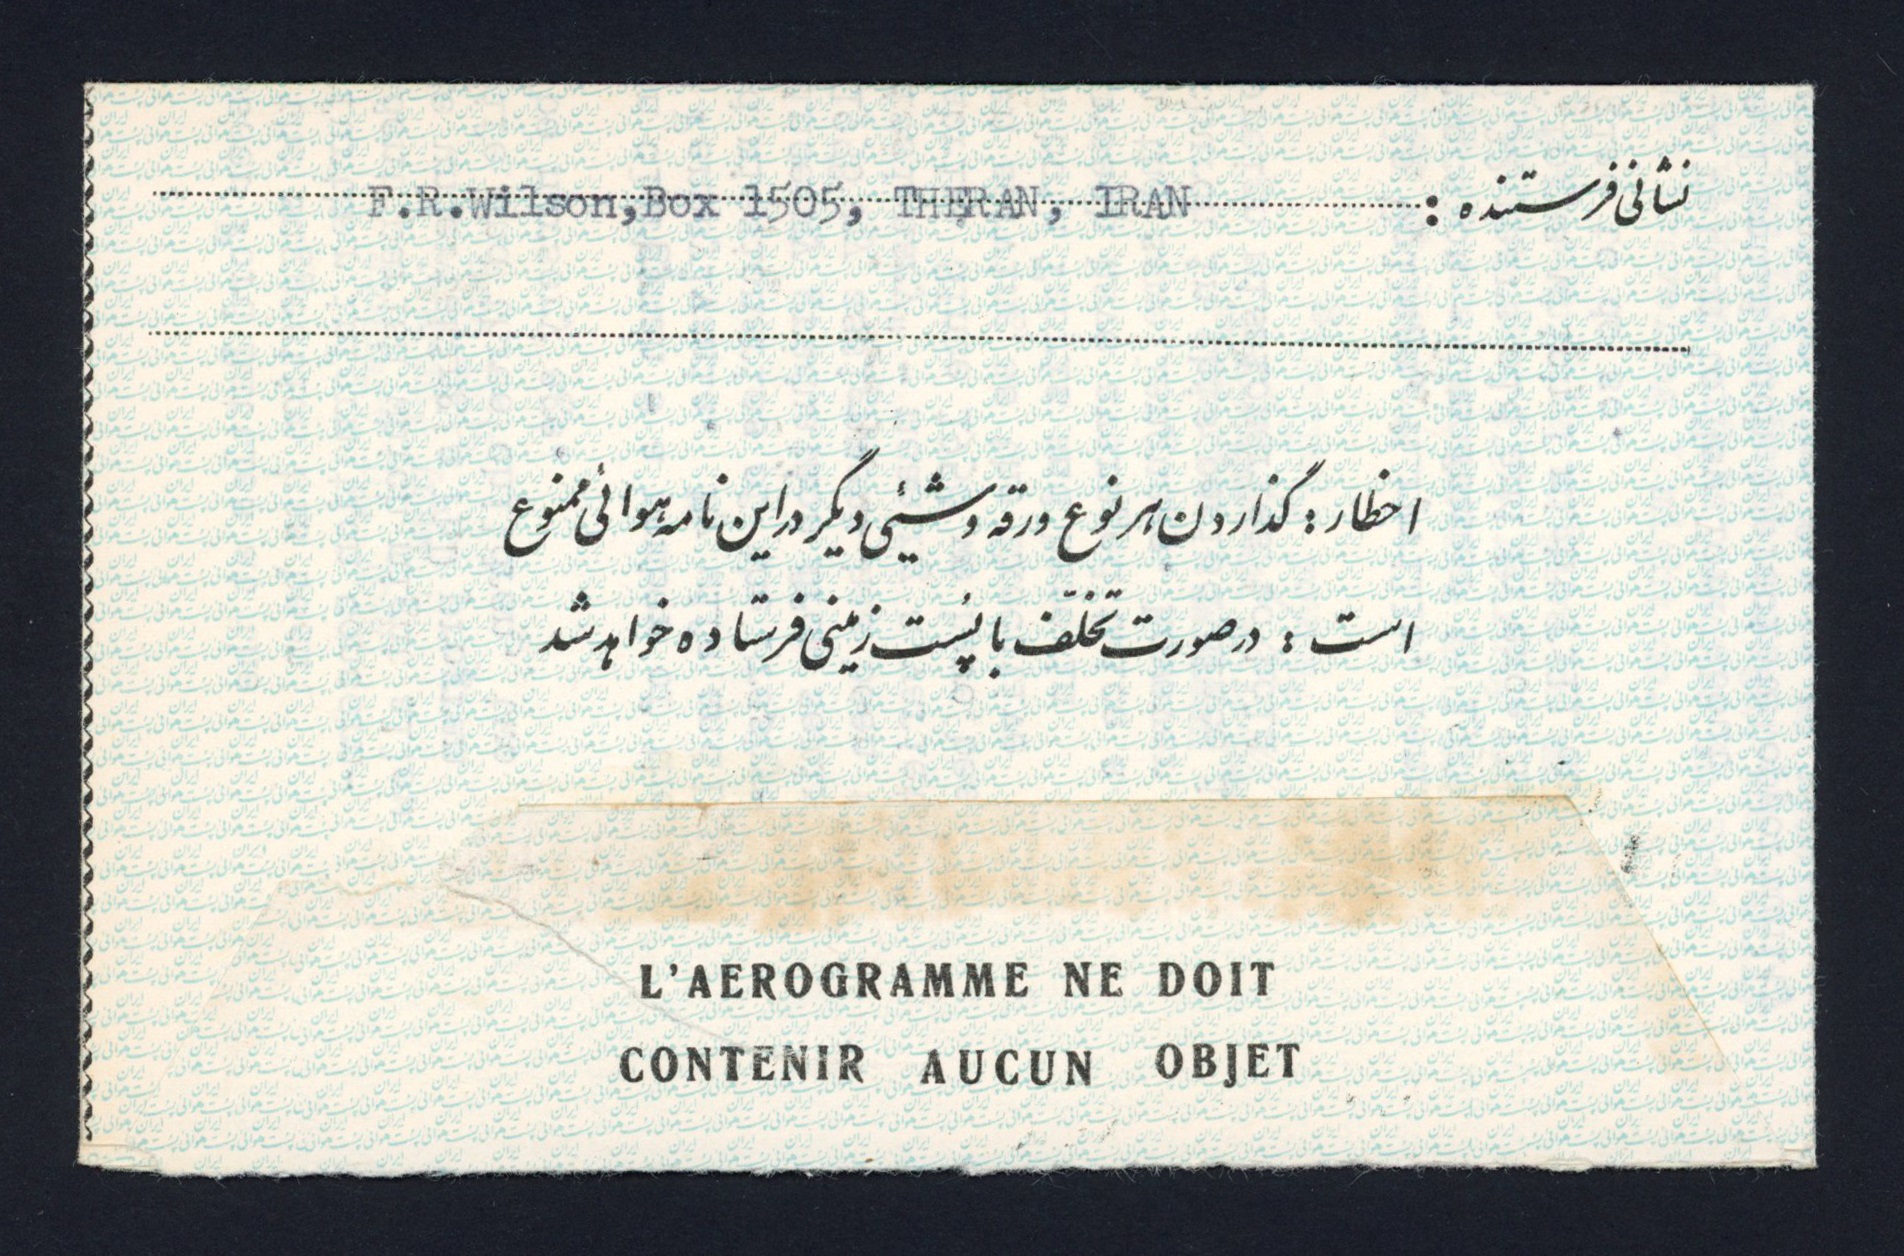 نشانی فرستنده :
F.R.Wilson,Box 1505, THERAN, IRAN
اخطار : گذاردن هر نوع ورقه و شیئی دیگر در این نامه هوائی ممنوع
است : در صورت تخلف با پست زمینی فرستاده خواهد شد
L'AEROGRAMME NE DOIT
CONTENIR AUCUN OBJET